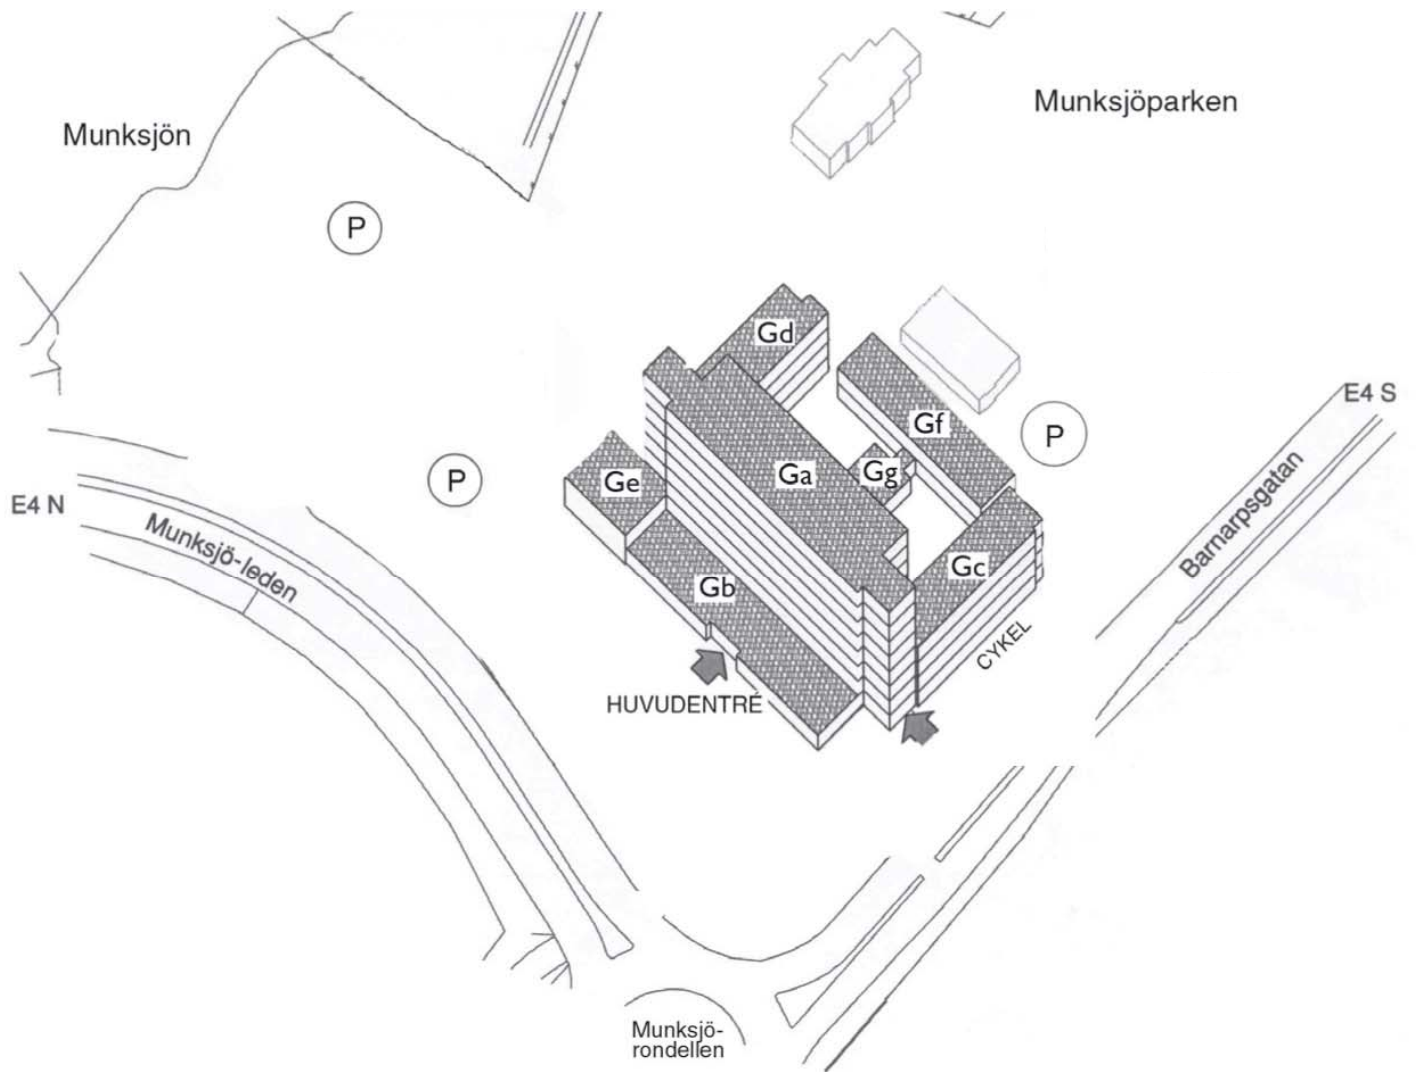 Munksjöparken
Munksjön
P
Gd
E4 S
Gf
P
Ga
Gg
P
Ge
Barnarpsgatan
E4 N
Munksjö-leden
Gc
Gb
CYKEL
HUVUDENTRÉ
Munksjö-
rondellen